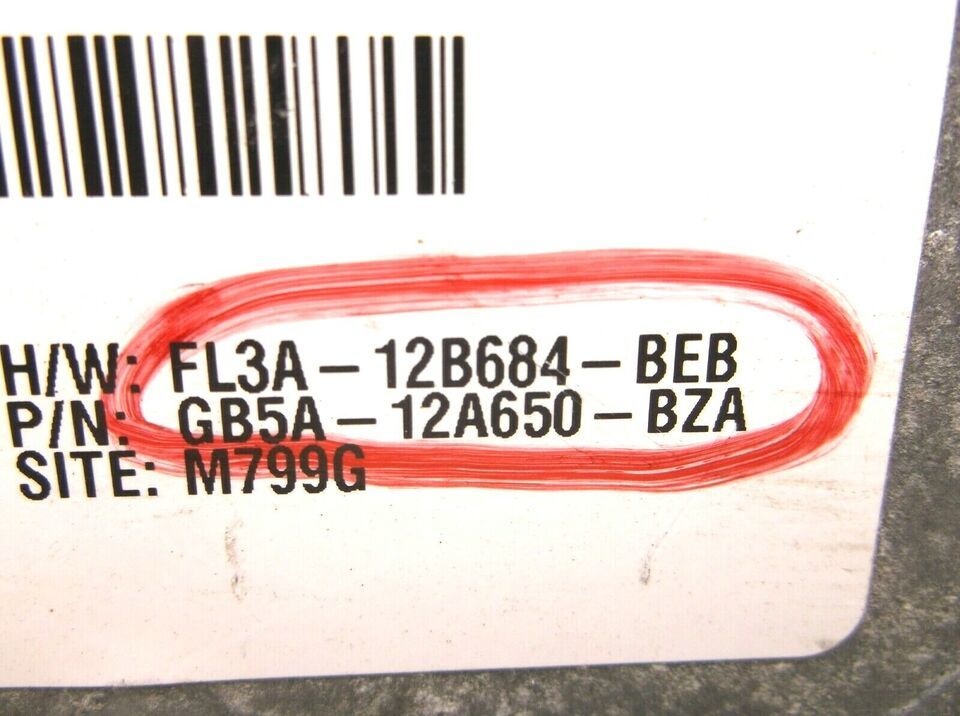 H/W: FL3A-12B684-BEB
P/N: GB5A-12A650-BZA
SITE: M799G